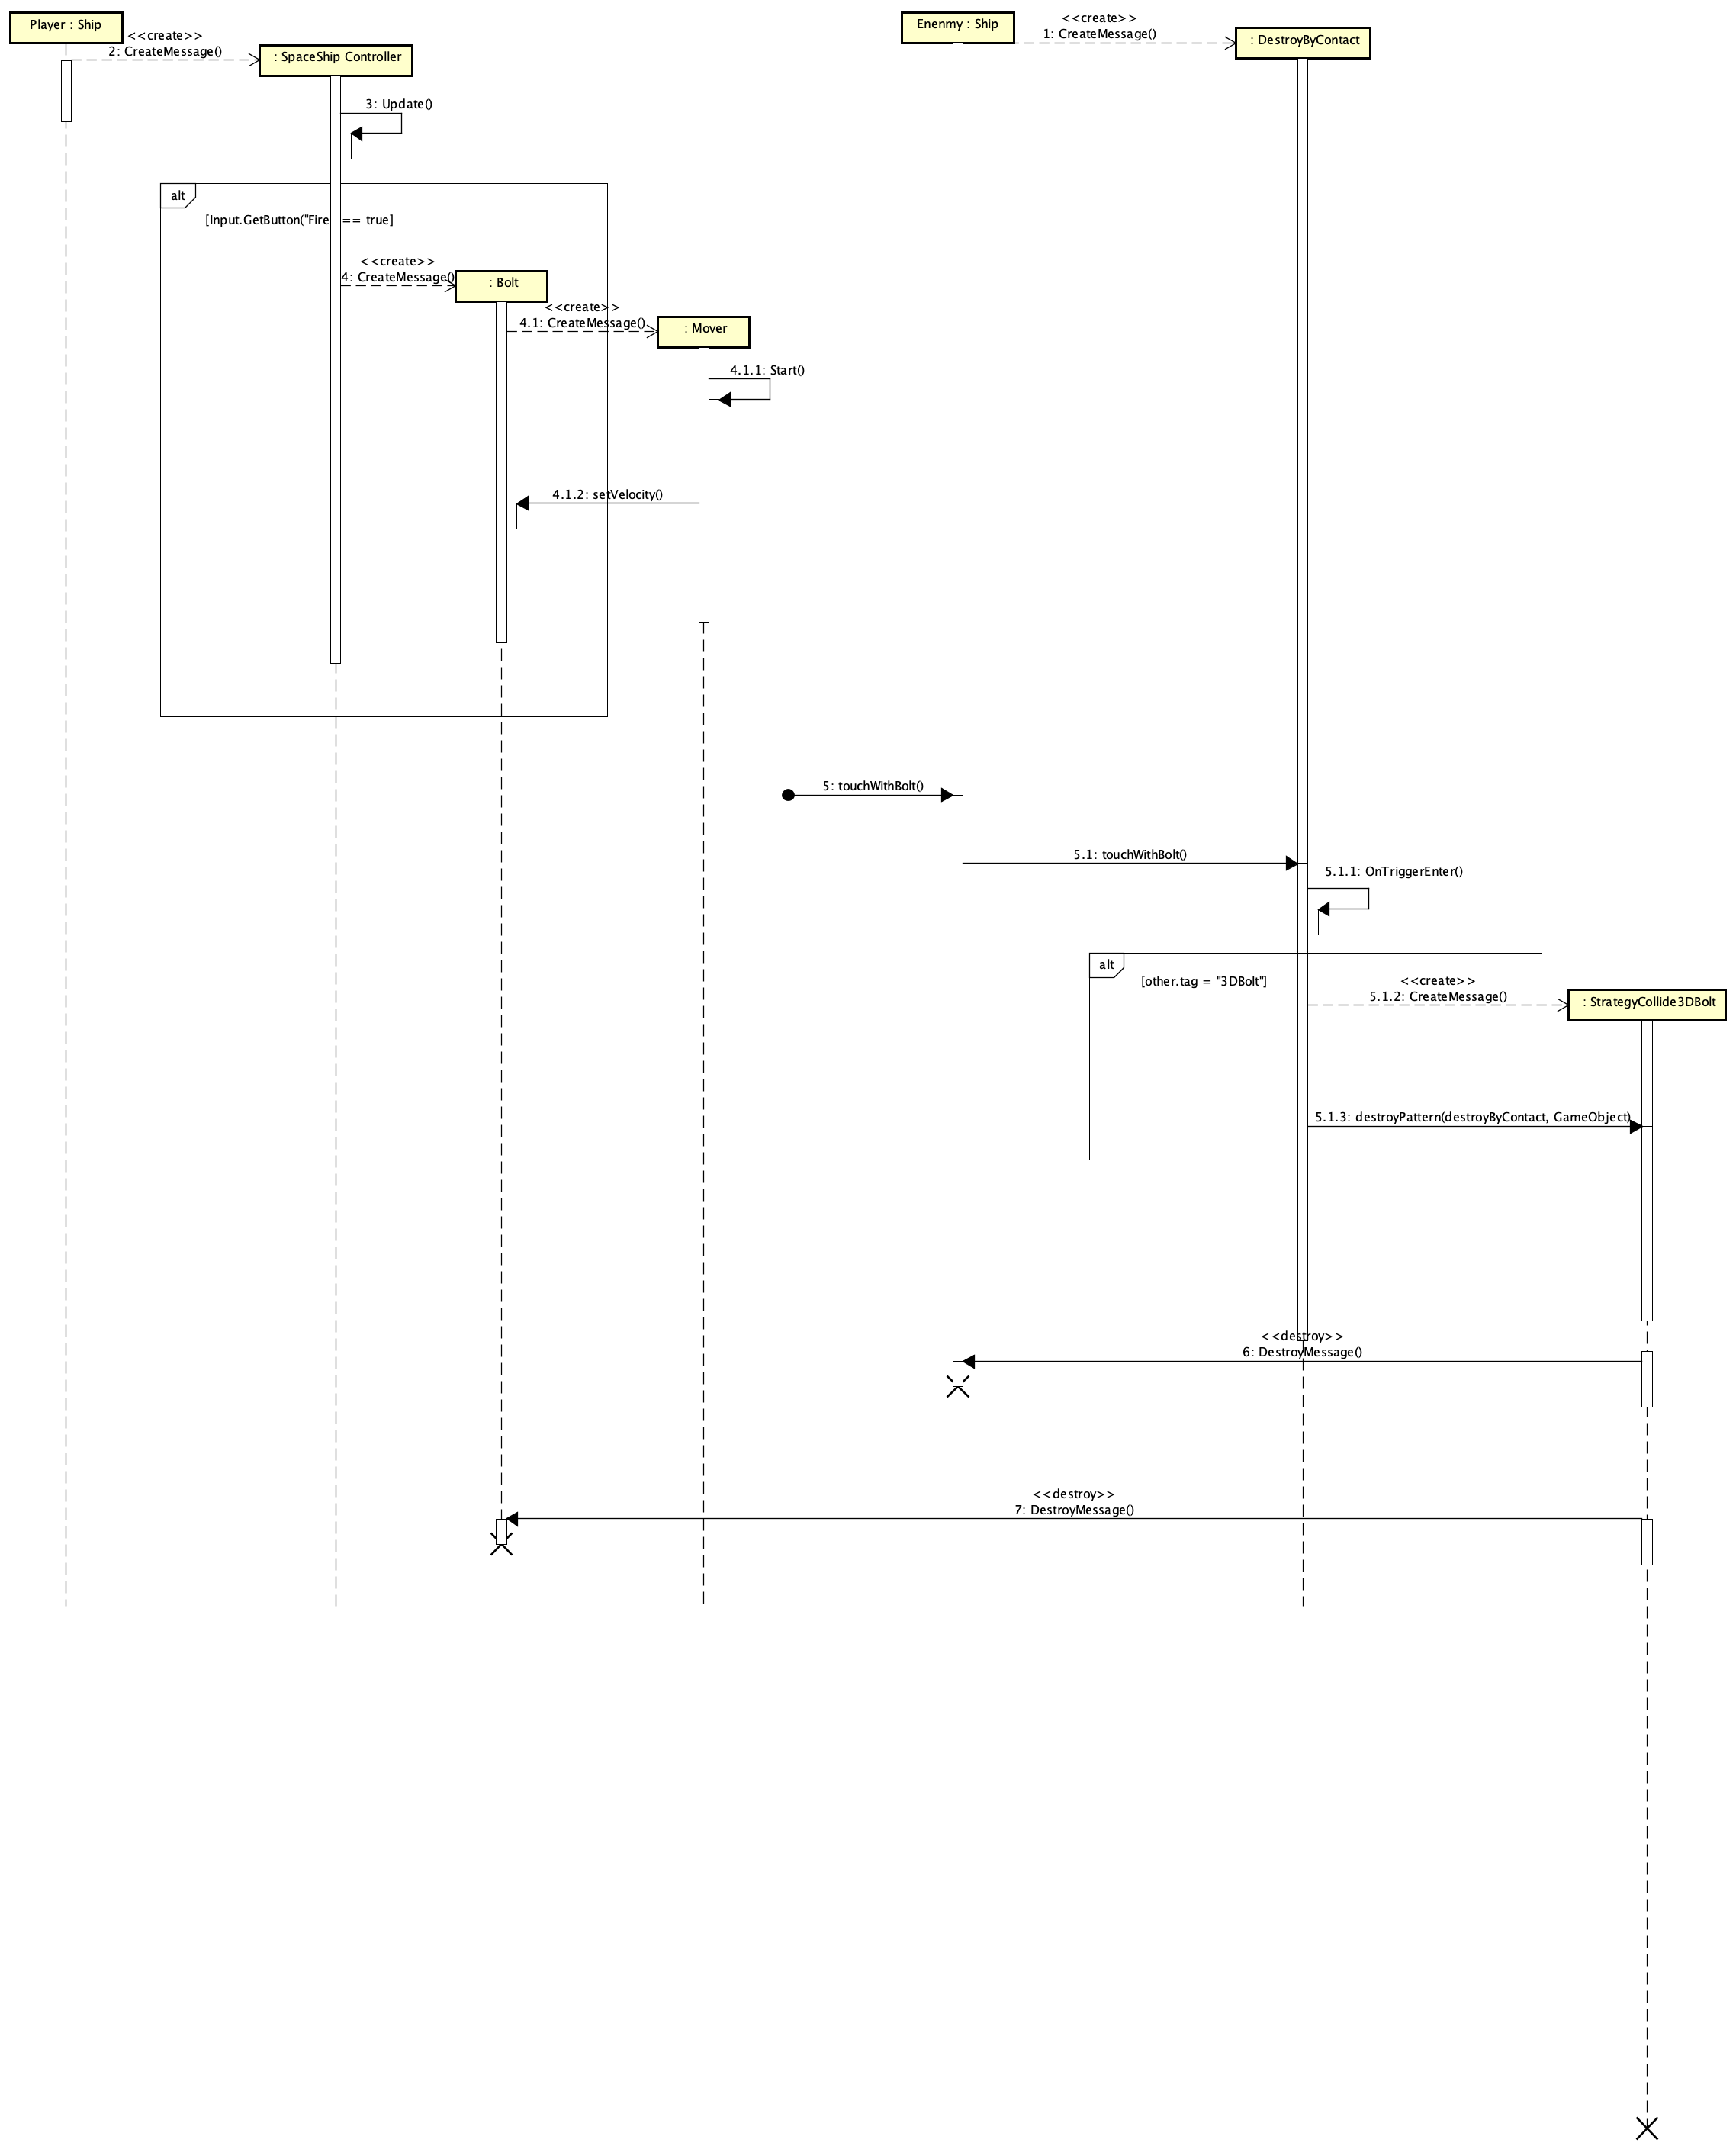 Player : Ship
Enenmy : Ship
<<create>>
1: CreateMessage()
: DestroyByContact
<<create>>
2: CreateMessage()
: SpaceShip Controller
3: Update()
alt
[Input.GetButton("Fire == true]
<<create>>
4: CreateMessage()
: Bolt
<<create>>
4.1: CreateMessage()
: Mover
4.1.1: Start()
4.1.2: setVelocity()
5: touchWithBolt()
5.1: touchWithBolt()
5.1.1: OnTriggerEnter()
alt
[other.tag = "3DBolt"]
<<create>>
5.1.2: CreateMessage()
: StrategyCollide3DBolt
5.1.3: destroyPattern(destroyByContact, GameObject)
<<destroy>>
6: DestroyMessage()
<<destroy>>
7: DestroyMessage()